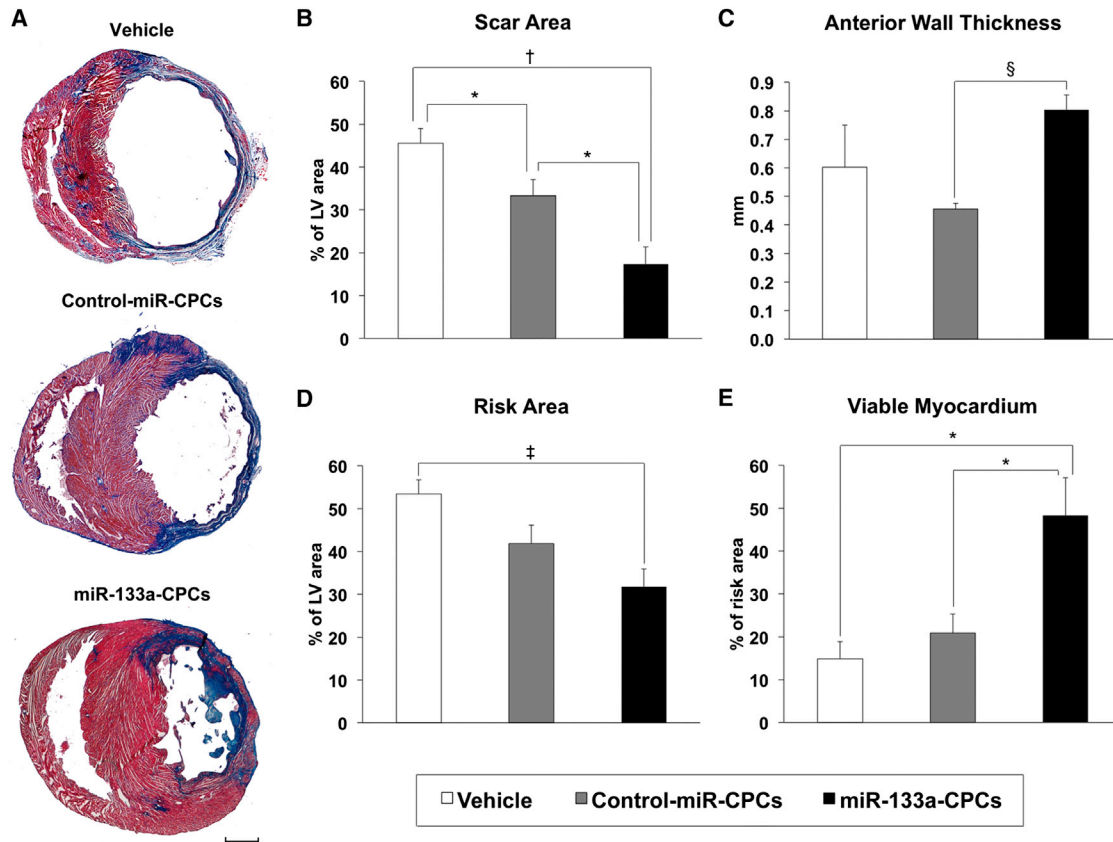 A
Vehicle
Control-miR-CPCs
miR-133a-CPCs
B
Scar Area
% of LV area
60
50
40
30
20
10
0
†
*
*
C
Anterior Wall Thickness
mm
0.9
0.8
0.7
0.6
0.5
0.4
0.3
0.2
0.1
0.0
§
D
Risk Area
% of LV area
60
50
40
30
20
10
0
‡
E
Viable Myocardium
% of risk area
60
50
40
30
20
10
0
*
*
Vehicle Control-miR-CPCs miR-133a-CPCs